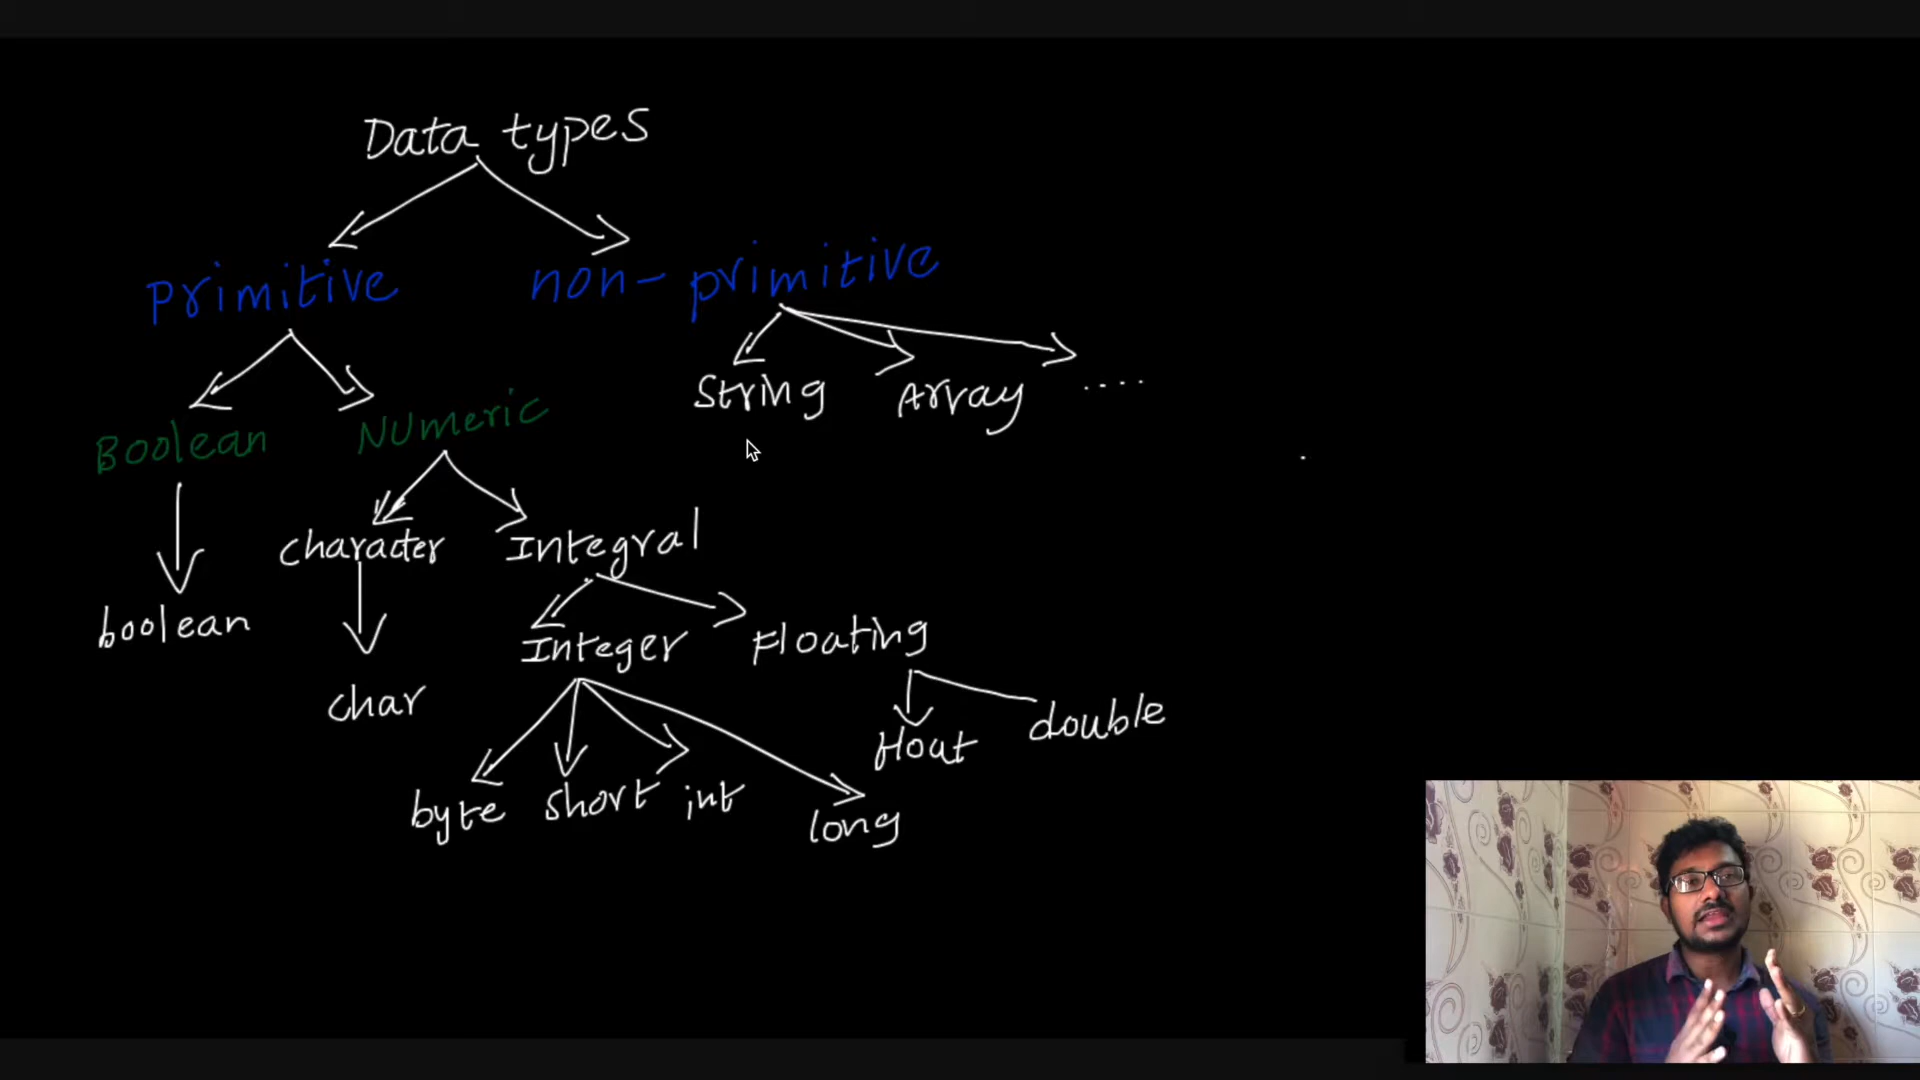 Data types
Primitive non-primitive
String Array ....
Boolean Numeric
character Integral
boolean Integer Floating
char float double
byte short int long